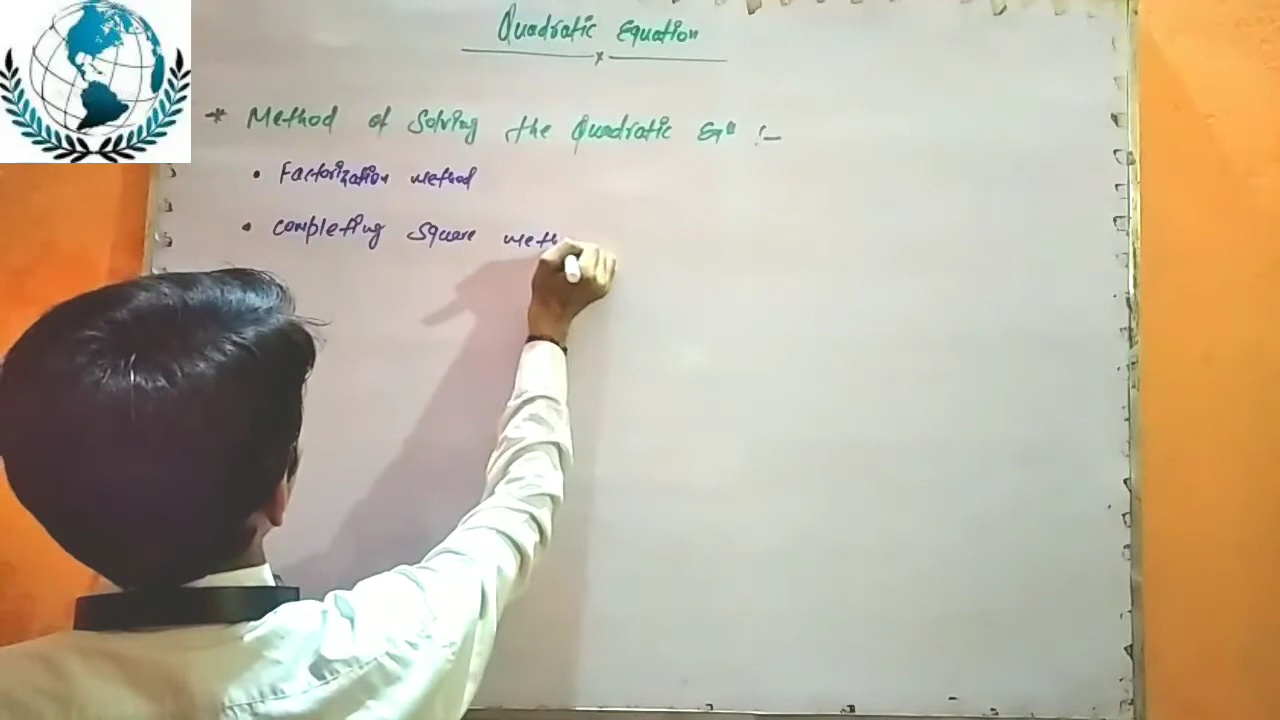 Quadratic Equation
* Method of Solving the Quadratic Eqⁿ :-
• Factorization method
• Completing Square meth